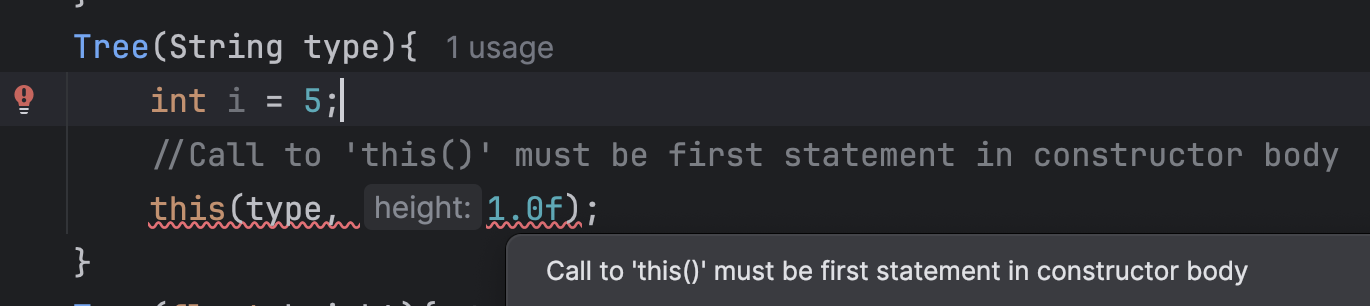 }
Tree(String type){ 1 usage
int i = 5;
//Call to 'this()' must be first statement in constructor body
this(type, height: 1.0f);
}
Call to 'this()' must be first statement in constructor body